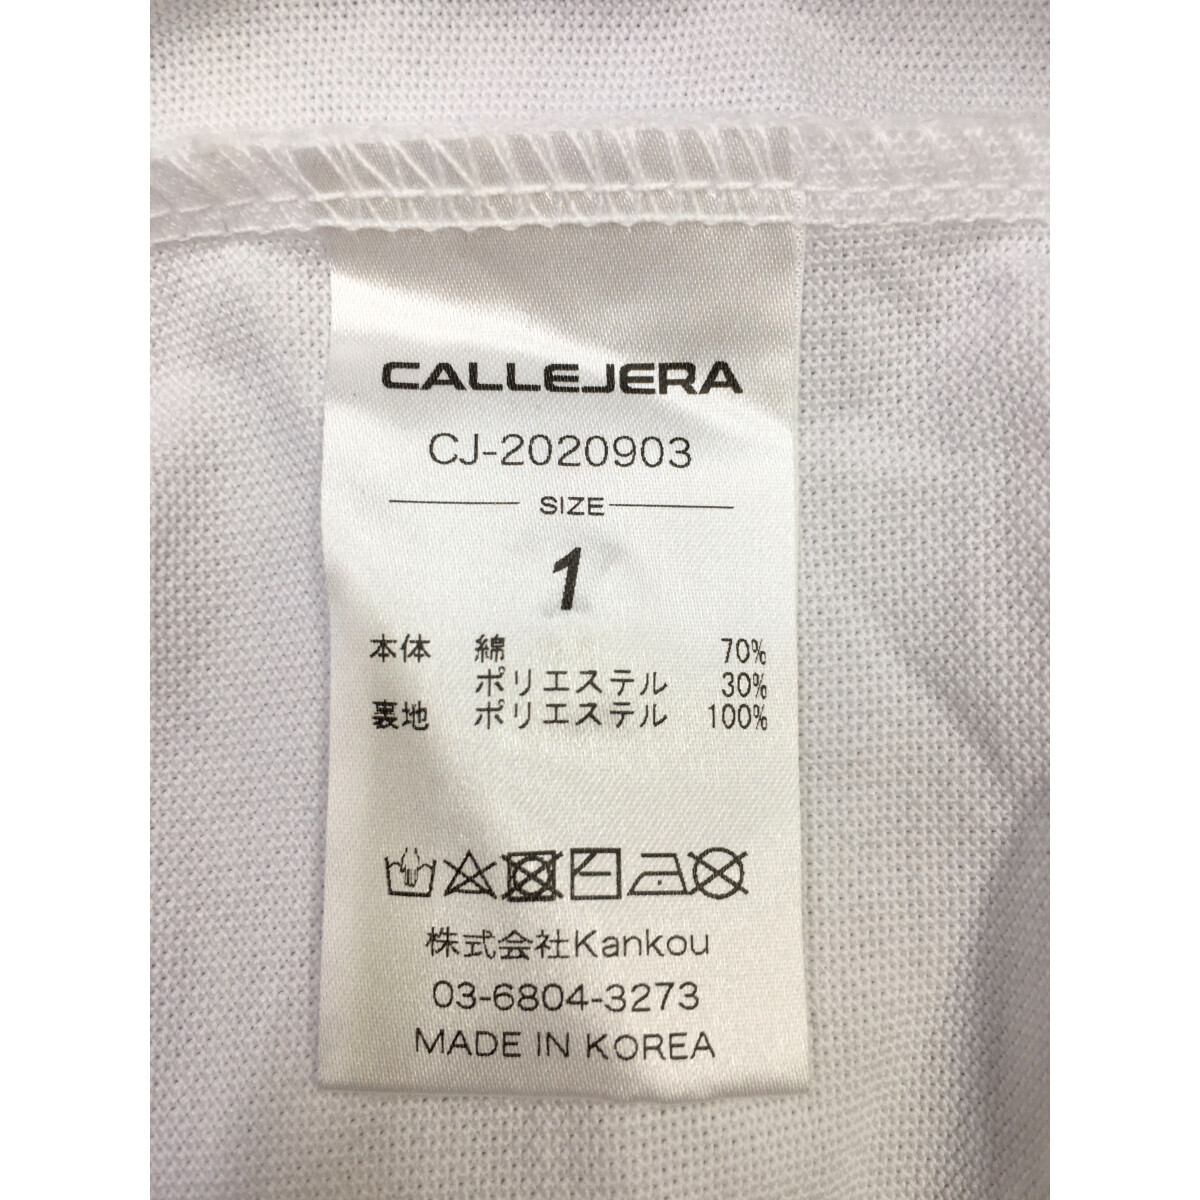 CALLEJERA
CJ-2020903
SIZE
1
本体 綿 70%
ポリエステル 30%
裏地 ポリエステル 100%
株式会社Kankou
03-6804-3273
MADE IN KOREA